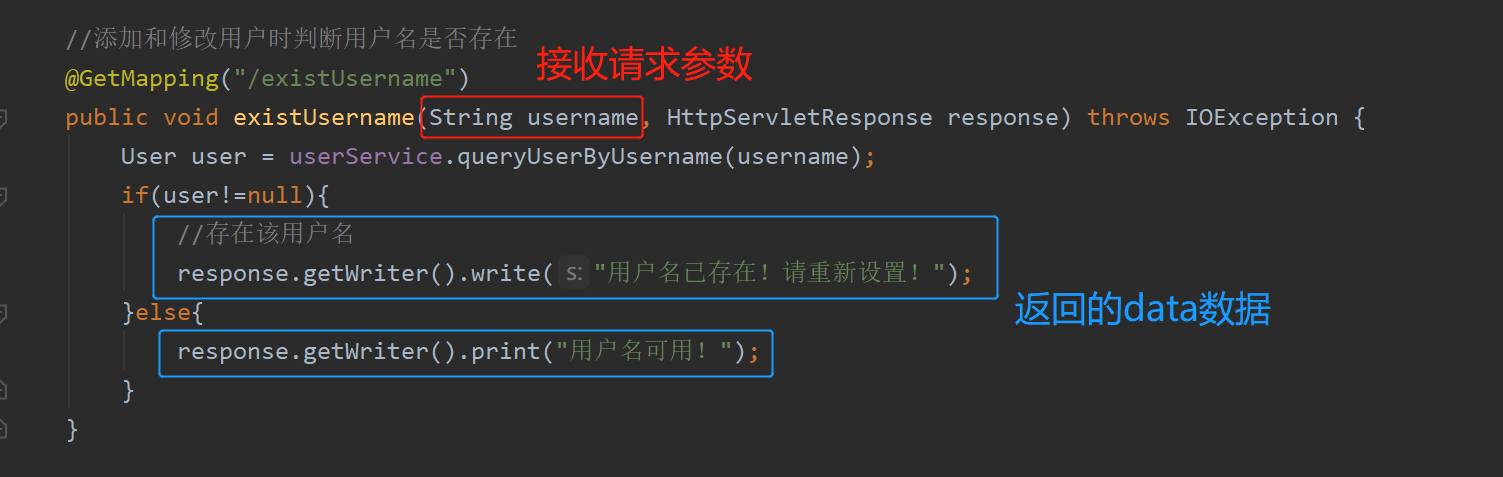 //添加和修改用户时判断用户名是否存在
接收请求参数
@GetMapping("/existUsername")
public void existUsername(String username, HttpServletResponse response) throws IOException {
User user = userService.queryUserByUsername(username);
if(user!=null){
//存在该用户名
response.getWriter().write( s: "用户名已存在！请重新设置！");
返回的data数据
}else{
response.getWriter().print("用户名可用！");
}
}